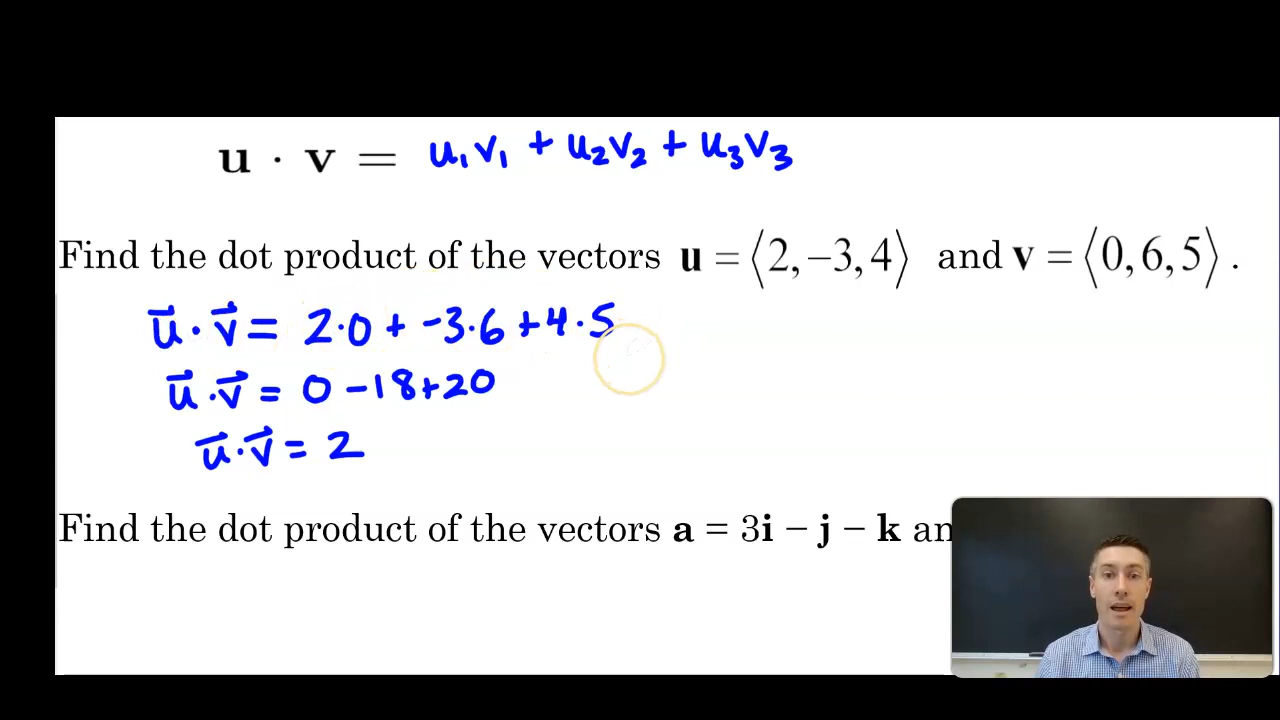 u · v = u₁v₁ + u₂v₂ + u₃v₃
Find the dot product of the vectors u = ⟨2, −3, 4⟩ and v = ⟨0, 6, 5⟩.
u⃗ · v⃗ = 2·0 + -3·6 + 4·5
u⃗ · v⃗ = 0 - 18 + 20
u⃗ · v⃗ = 2
Find the dot product of the vectors a = 3i − j − k